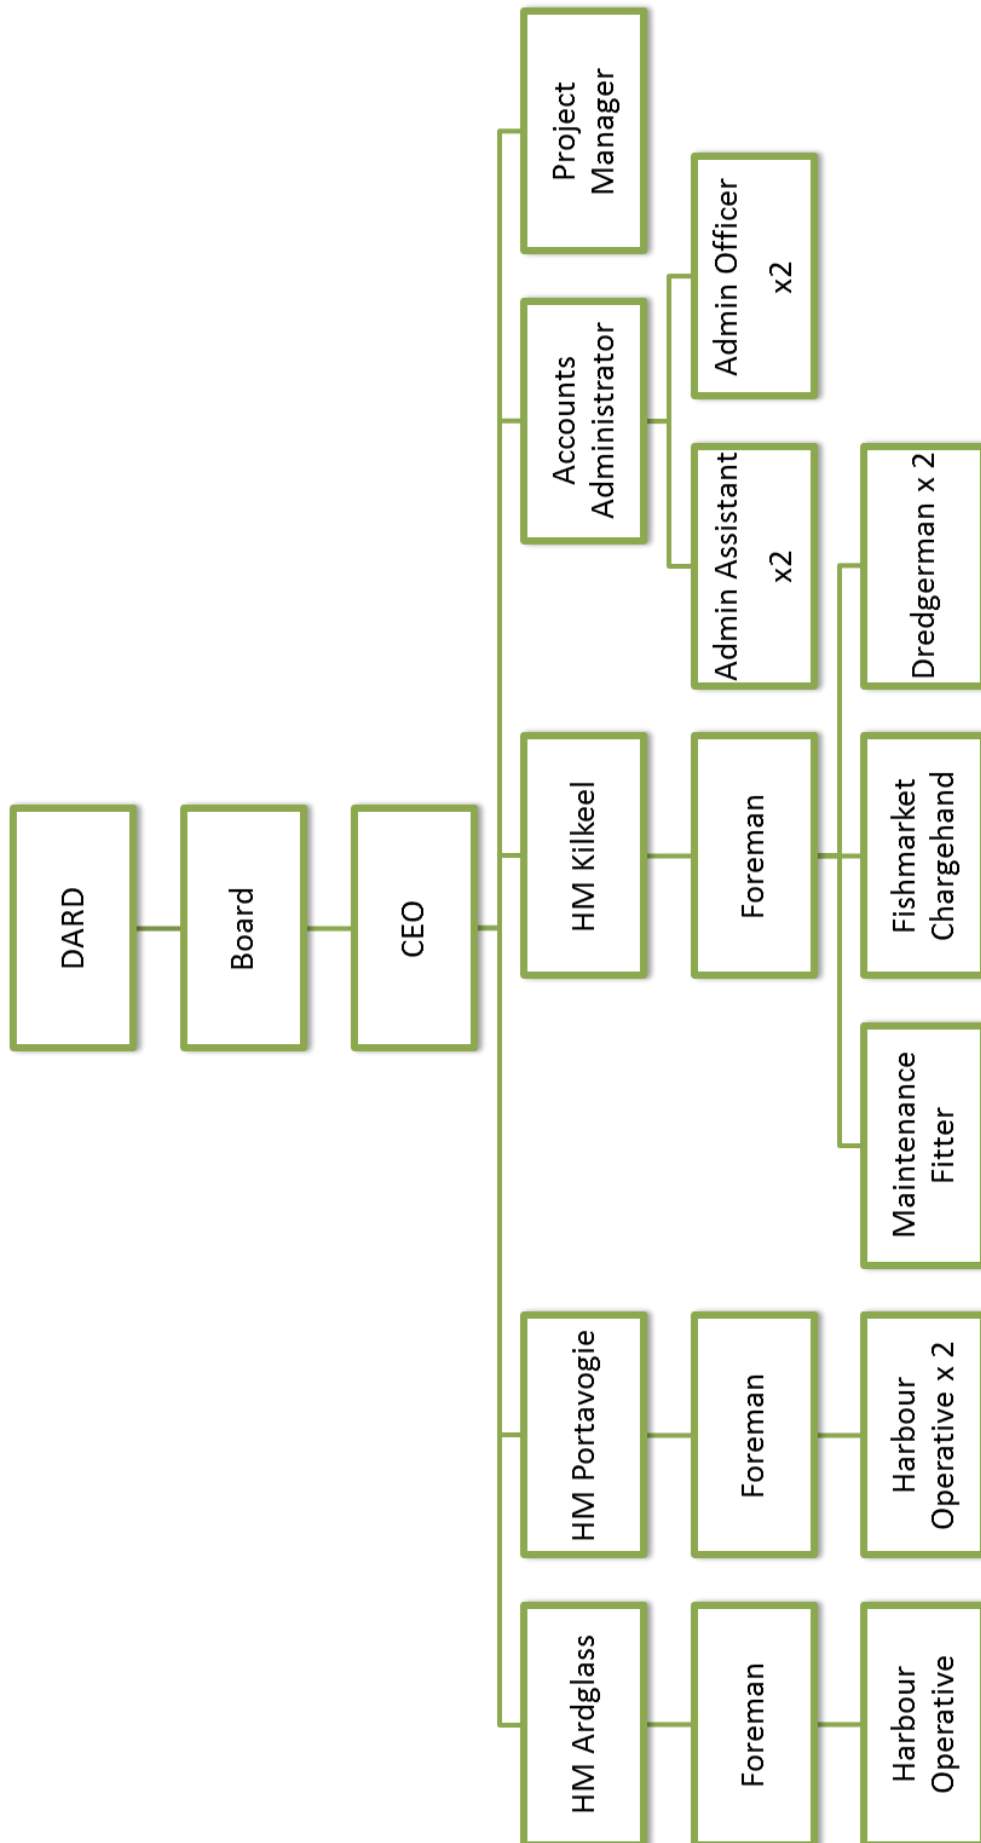 DARD
Board
CEO
HM Ardglass
HM Portavogie
HM Kilkeel
Accounts
Administrator
Project
Manager
Foreman
Foreman
Foreman
Admin Assistant
x2
Admin Officer
x2
Harbour
Operative
Harbour
Operative x 2
Maintenance
Fitter
Fishmarket
Chargehand
Dredgerman x 2